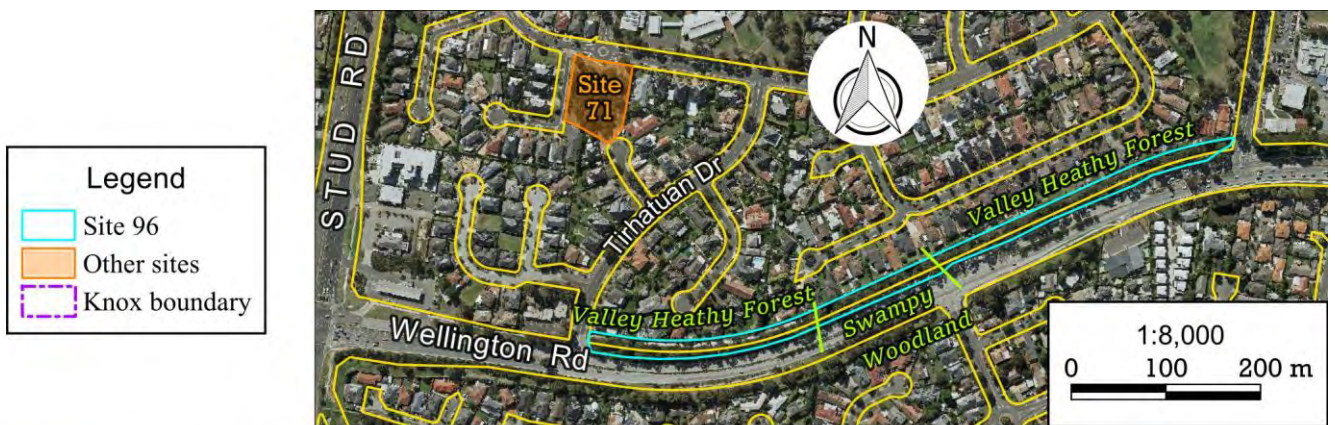 Legend
Site 96
Other sites
Knox boundary
STUD RD
Site
71
N
Tirhatuan Dr
Valley Heathy Forest
Valley Heathy Forest
Swampy
Woodland
Wellington Rd
1:8,000
0 100 200 m